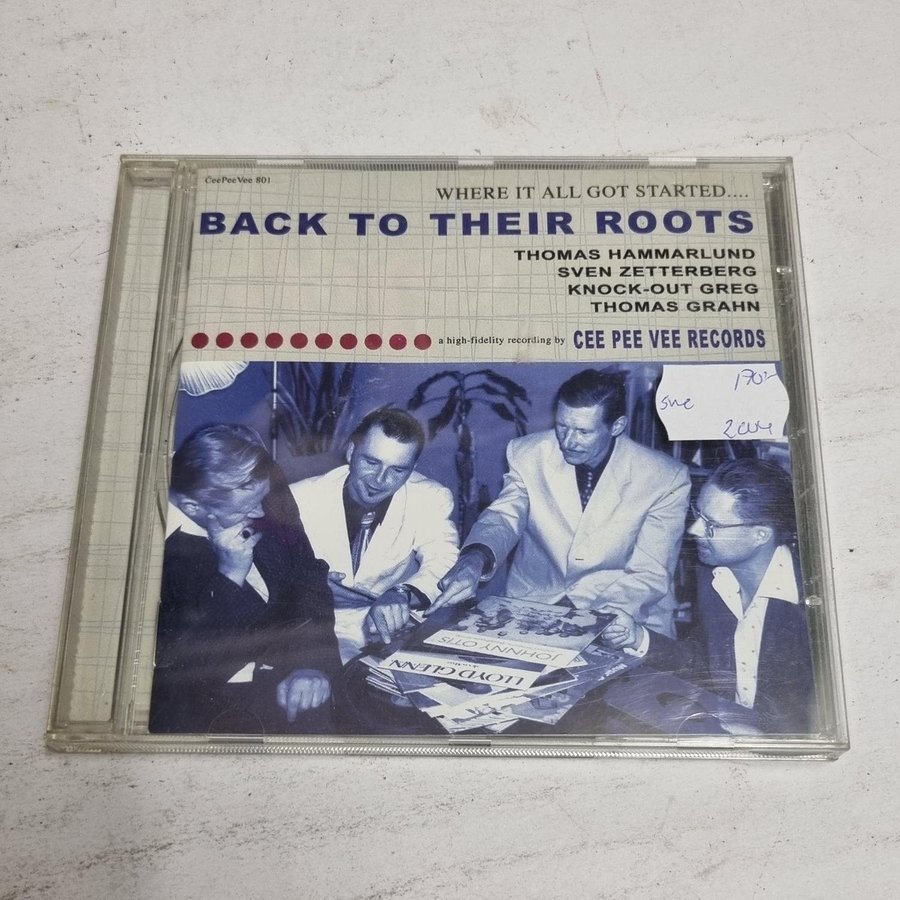 CeePeeVee 801
WHERE IT ALL GOT STARTED....
BACK TO THEIR ROOTS
THOMAS HAMMARLUND
SVEN ZETTERBERG
KNOCK-OUT GREG
THOMAS GRAHN
a high-fidelity recording by CEE PEE VEE RECORDS
170:-
JOHNNY OTIS
LLOYD GLENN